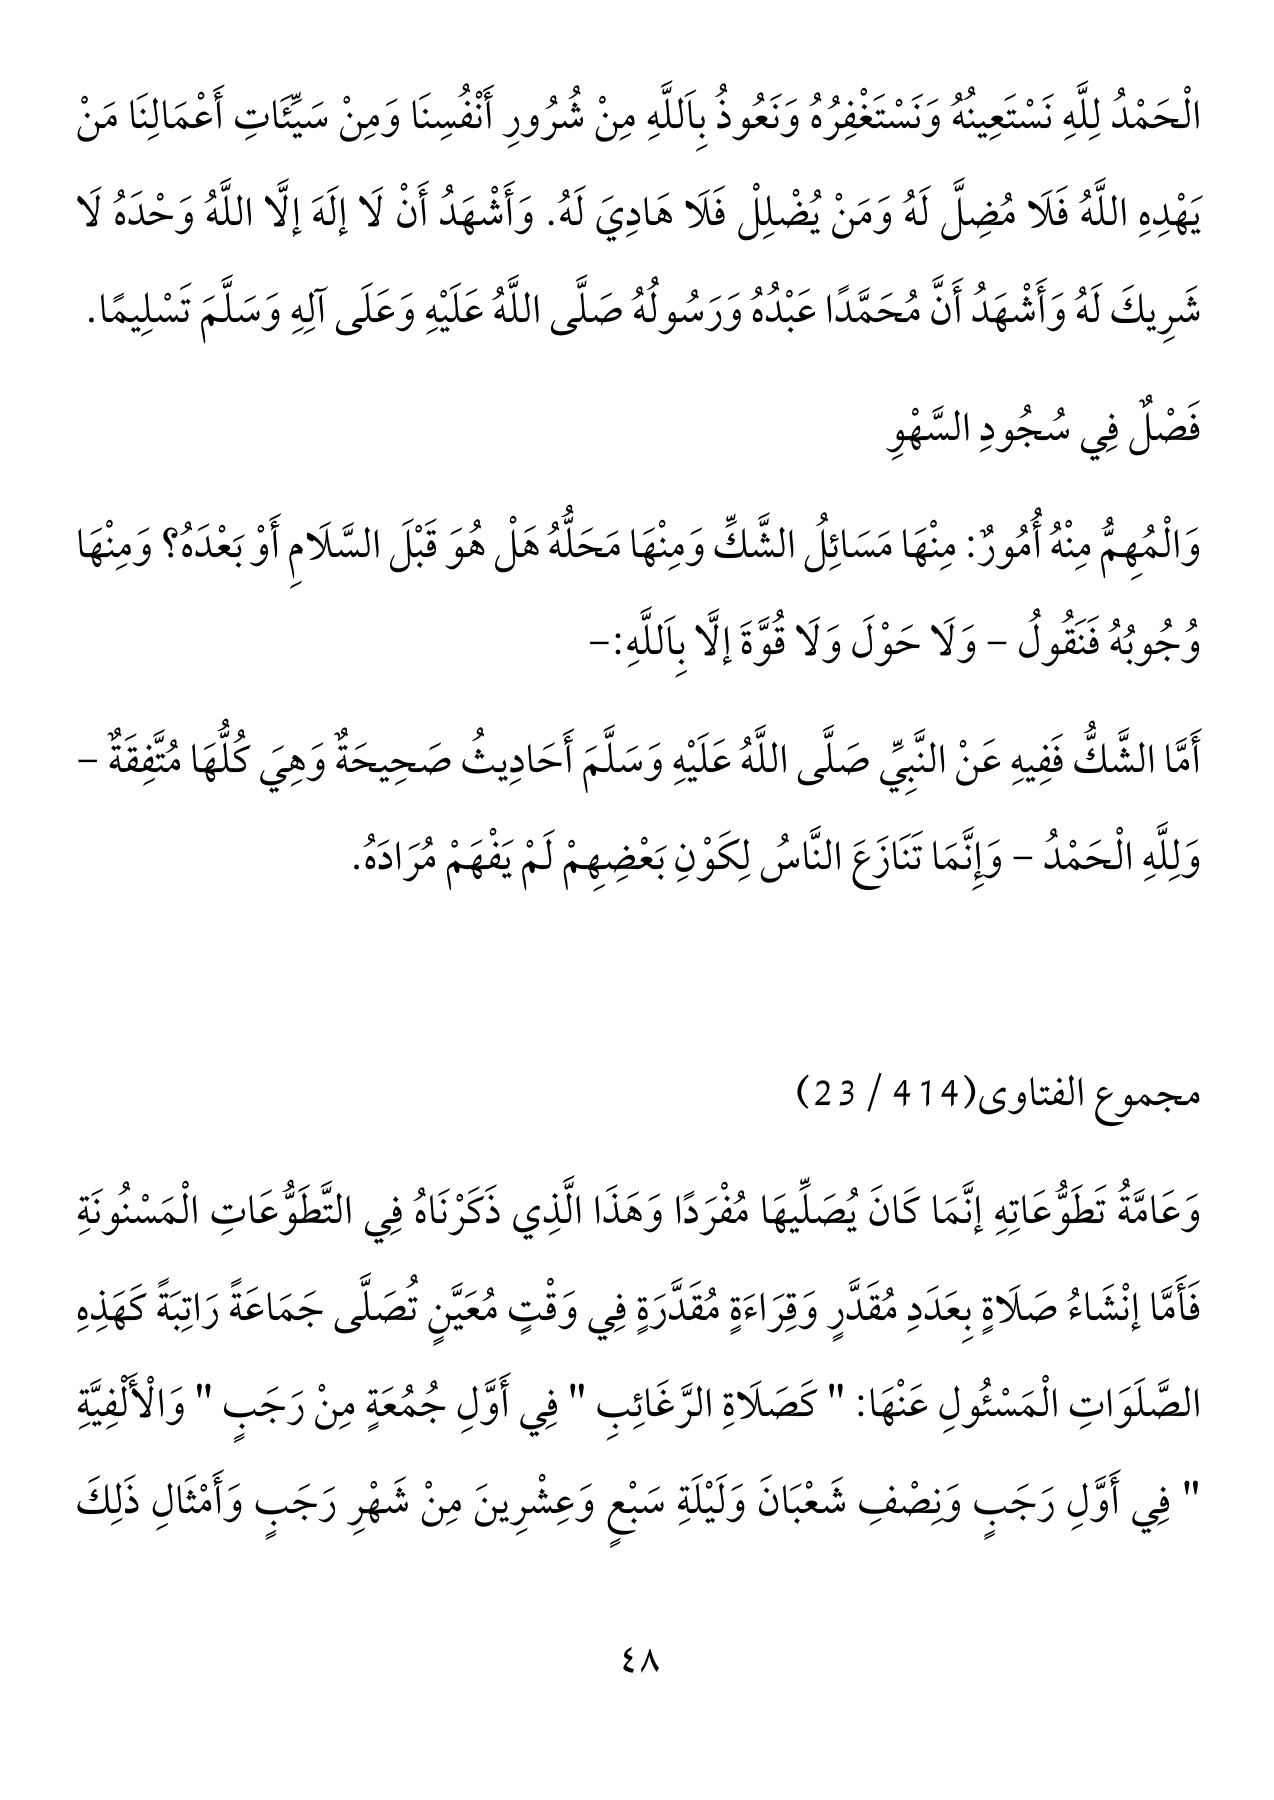 الْحَمْدُ لِلَّهِ نَسْتَعِينُهُ وَنَسْتَغْفِرُهُ وَنَعُوذُ بِاَللَّهِ مِنْ شُرُورِ أَنْفُسِنَا وَمِنْ سَيِّئَاتِ أَعْمَالِنَا مَنْ
يَهْدِهِ اللَّهُ فَلَا مُضِلَّ لَهُ وَمَنْ يُضْلِلْ فَلَا هَادِيَ لَهُ. وَأَشْهَدُ أَنْ لَا إلَهَ إلَّا اللَّهُ وَحْدَهُ لَا
شَرِيكَ لَهُ وَأَشْهَدُ أَنَّ مُحَمَّدًا عَبْدُهُ وَرَسُولُهُ صَلَّى اللَّهُ عَلَيْهِ وَعَلَى آلِهِ وَسَلَّمَ تَسْلِيمًا.
فَصْلٌ فِي سُجُودِ السَّهْوِ
وَالْمُهِمُّ مِنْهُ أُمُورٌ: مِنْهَا مَسَائِلُ الشَّكِّ وَمِنْهَا مَحَلُّهُ هَلْ هُوَ قَبْلَ السَّلَامِ أَوْ بَعْدَهُ؟ وَمِنْهَا
وُجُوبُهُ فَنَقُولُ – وَلَا حَوْلَ وَلَا قُوَّةَ إلَّا بِاَللَّهِ:–
أَمَّا الشَّكُّ فَفِيهِ عَنْ النَّبِيِّ صَلَّى اللَّهُ عَلَيْهِ وَسَلَّمَ أَحَادِيثُ صَحِيحَةٌ وَهِيَ كُلُّهَا مُتَّفِقَةٌ –
وَلِلَّهِ الْحَمْدُ – وَإِنَّمَا تَنَازَعَ النَّاسُ لِكَوْنِ بَعْضِهِمْ لَمْ يَفْهَمْ مُرَادَهُ.
مجموع الفتاوى(414 / 23)
وَعَامَّةُ تَطَوُّعَاتِهِ إنَّمَا كَانَ يُصَلِّيهَا مُفْرَدًا وَهَذَا الَّذِي ذَكَرْنَاهُ فِي التَّطَوُّعَاتِ الْمَسْنُونَةِ
فَأَمَّا إنْشَاءُ صَلَاةٍ بِعَدَدِ مُقَدَّرٍ وَقِرَاءَةٍ مُقَدَّرَةٍ فِي وَقْتٍ مُعَيَّنٍ تُصَلَّى جَمَاعَةً رَاتِبَةً كَهَذِهِ
الصَّلَوَاتِ الْمَسْئُولِ عَنْهَا: " كَصَلَاةِ الرَّغَائِبِ " فِي أَوَّلِ جُمُعَةٍ مِنْ رَجَبٍ " وَالْأَلْفِيَّةِ
" فِي أَوَّلِ رَجَبٍ وَنِصْفِ شَعْبَانَ وَلَيْلَةِ سَبْعٍ وَعِشْرِينَ مِنْ شَهْرِ رَجَبٍ وَأَمْثَالِ ذَلِكَ
٤٨